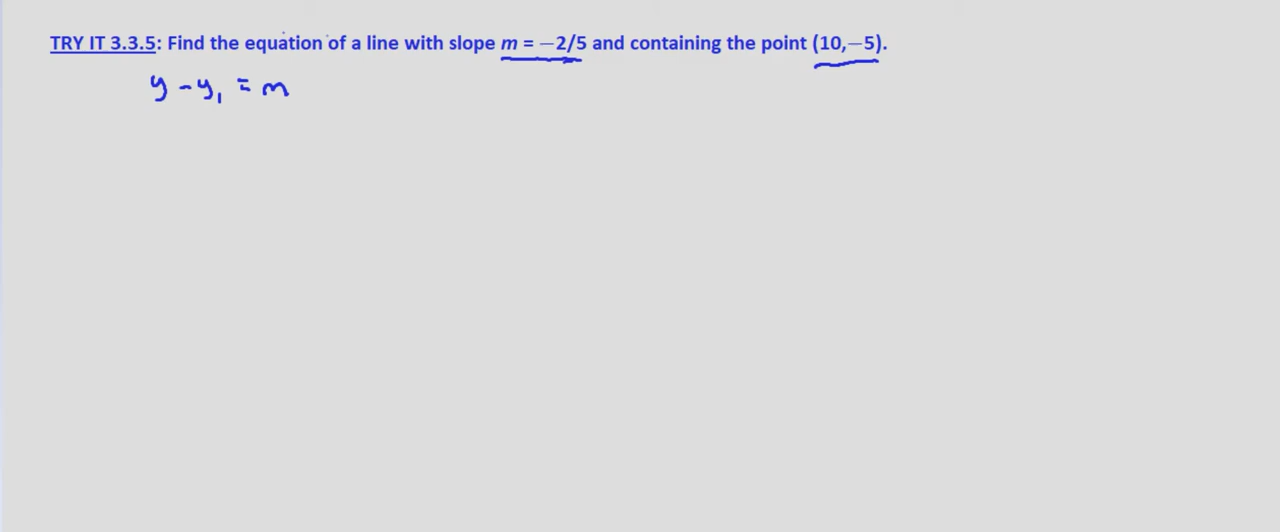 TRY IT 3.3.5: Find the equation of a line with slope m = −2/5 and containing the point (10,−5).
y - y₁ = m